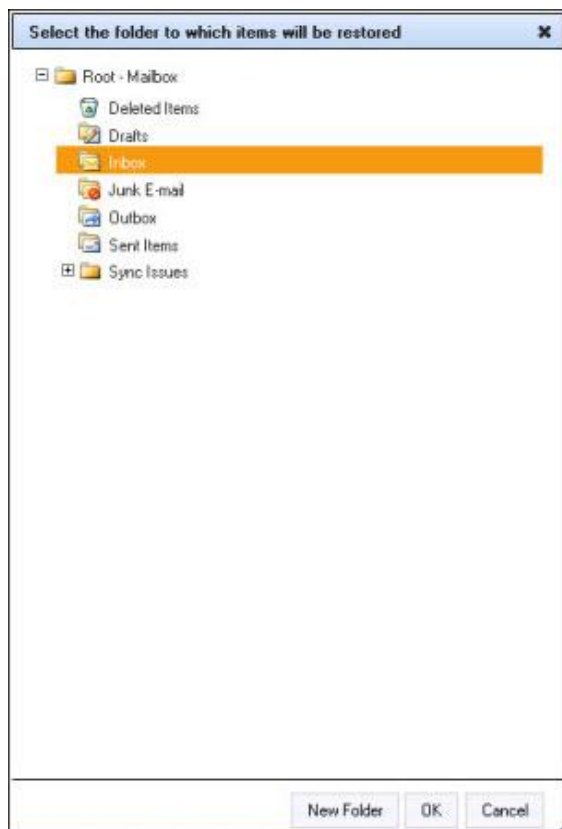 Select the folder to which items will be restored
Root - Mailbox
Deleted Items
Drafts
Inbox
Junk E-mail
Outbox
Sent Items
Sync Issues
New Folder OK Cancel